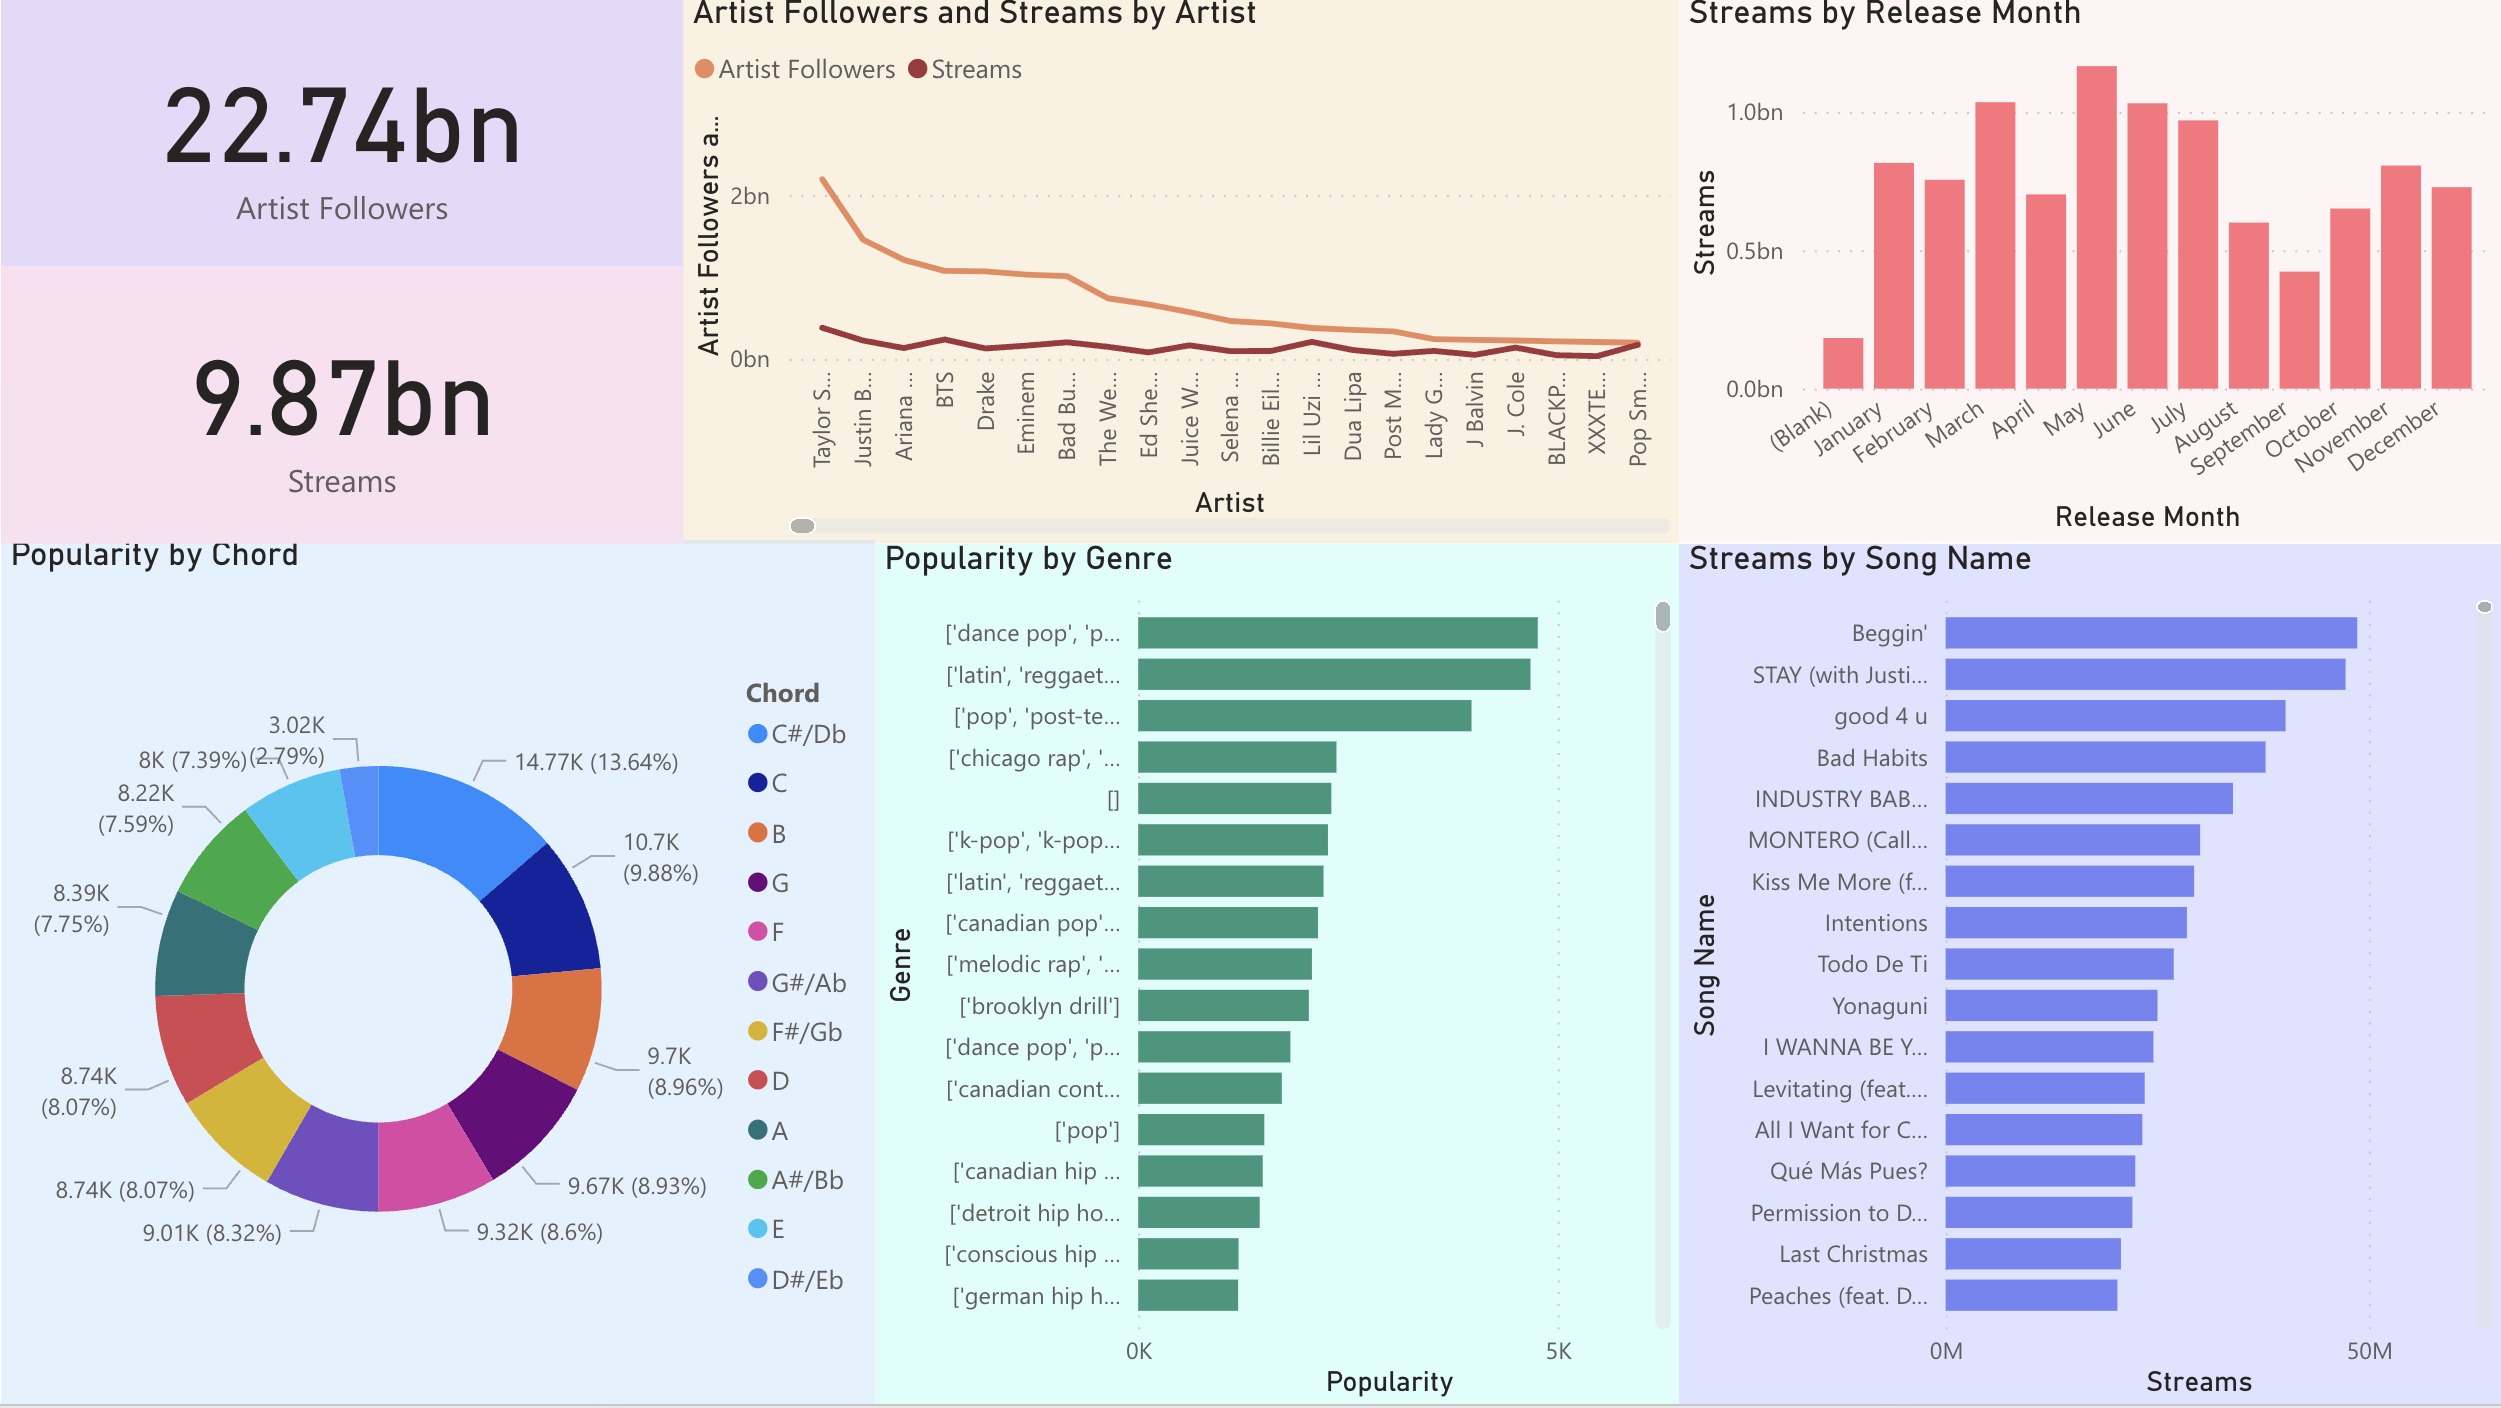 22.74bn
Artist Followers
9.87bn
Streams
Artist Followers and Streams by Artist
Artist Followers
Streams
Artist Followers a...
2bn
0bn
Taylor S...
Justin B...
Ariana ...
BTS
Drake
Eminem
Bad Bu...
The We...
Ed She...
Juice W...
Selena ...
Billie Eil...
Lil Uzi ...
Dua Lipa
Post M...
Lady G...
J Balvin
J. Cole
BLACKP...
XXXTE...
Pop Sm...
Artist
Streams by Release Month
Streams
1.0bn
0.5bn
0.0bn
(Blank)
January
February
March
April
May
June
July
August
September
October
November
December
Release Month
Popularity by Chord
14.77K (13.64%)
10.7K
(9.88%)
9.7K
(8.96%)
9.67K (8.93%)
9.32K (8.6%)
9.01K (8.32%)
8.74K (8.07%)
8.74K
(8.07%)
8.39K
(7.75%)
8.22K
(7.59%)
8K (7.39%)
3.02K
(2.79%)
Chord
C#/Db
C
B
G
F
G#/Ab
F#/Gb
D
A
A#/Bb
E
D#/Eb
Popularity by Genre
Genre
['dance pop', 'p...
['latin', 'reggaet...
['pop', 'post-te...
['chicago rap', '...
[]
['k-pop', 'k-pop...
['latin', 'reggaet...
['canadian pop'...
['melodic rap', '...
['brooklyn drill']
['dance pop', 'p...
['canadian cont...
['pop']
['canadian hip ...
['detroit hip ho...
['conscious hip ...
['german hip h...
0K
5K
Popularity
Streams by Song Name
Song Name
Beggin'
STAY (with Justi...
good 4 u
Bad Habits
INDUSTRY BAB...
MONTERO (Call...
Kiss Me More (f...
Intentions
Todo De Ti
Yonaguni
I WANNA BE Y...
Levitating (feat....
All I Want for C...
Qué Más Pues?
Permission to D...
Last Christmas
Peaches (feat. D...
0M
50M
Streams